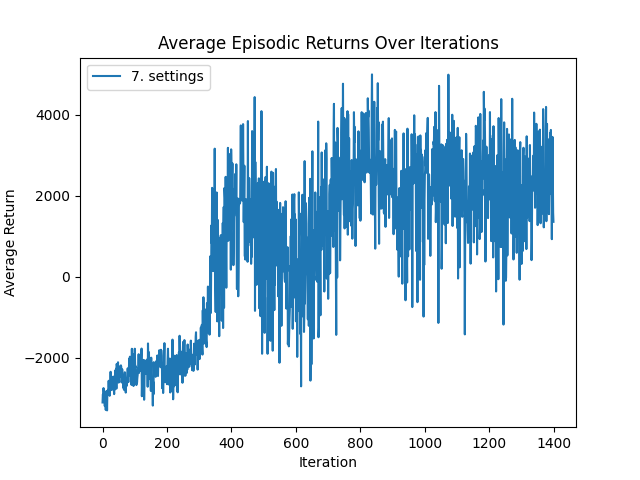 Average Episodic Returns Over Iterations
7. settings
Average Return
4000
2000
0
−2000
0 200 400 600 800 1000 1200 1400
Iteration